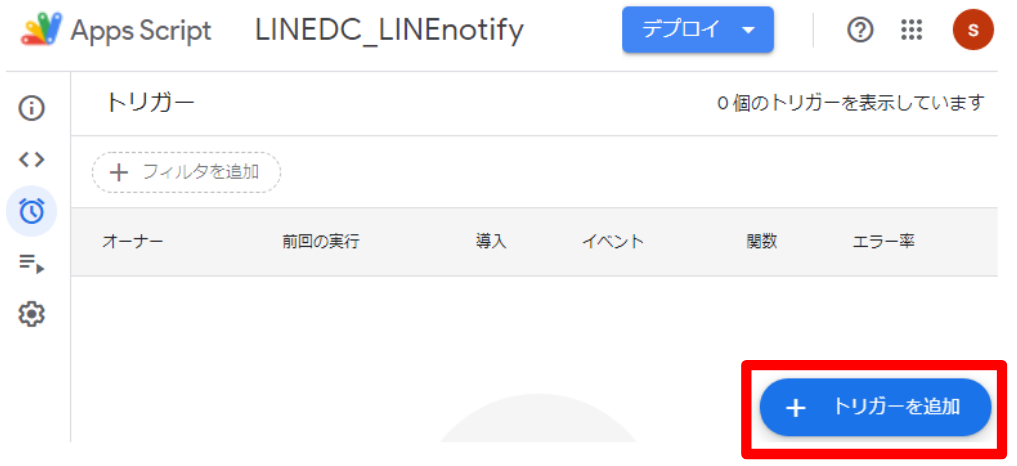 Apps Script LINEDC_LINEnotify デプロイ S
トリガー 0 個のトリガーを表示しています
+ フィルタを追加
オーナー 前回の実行 導入 イベント 関数 エラー率
+ トリガーを追加